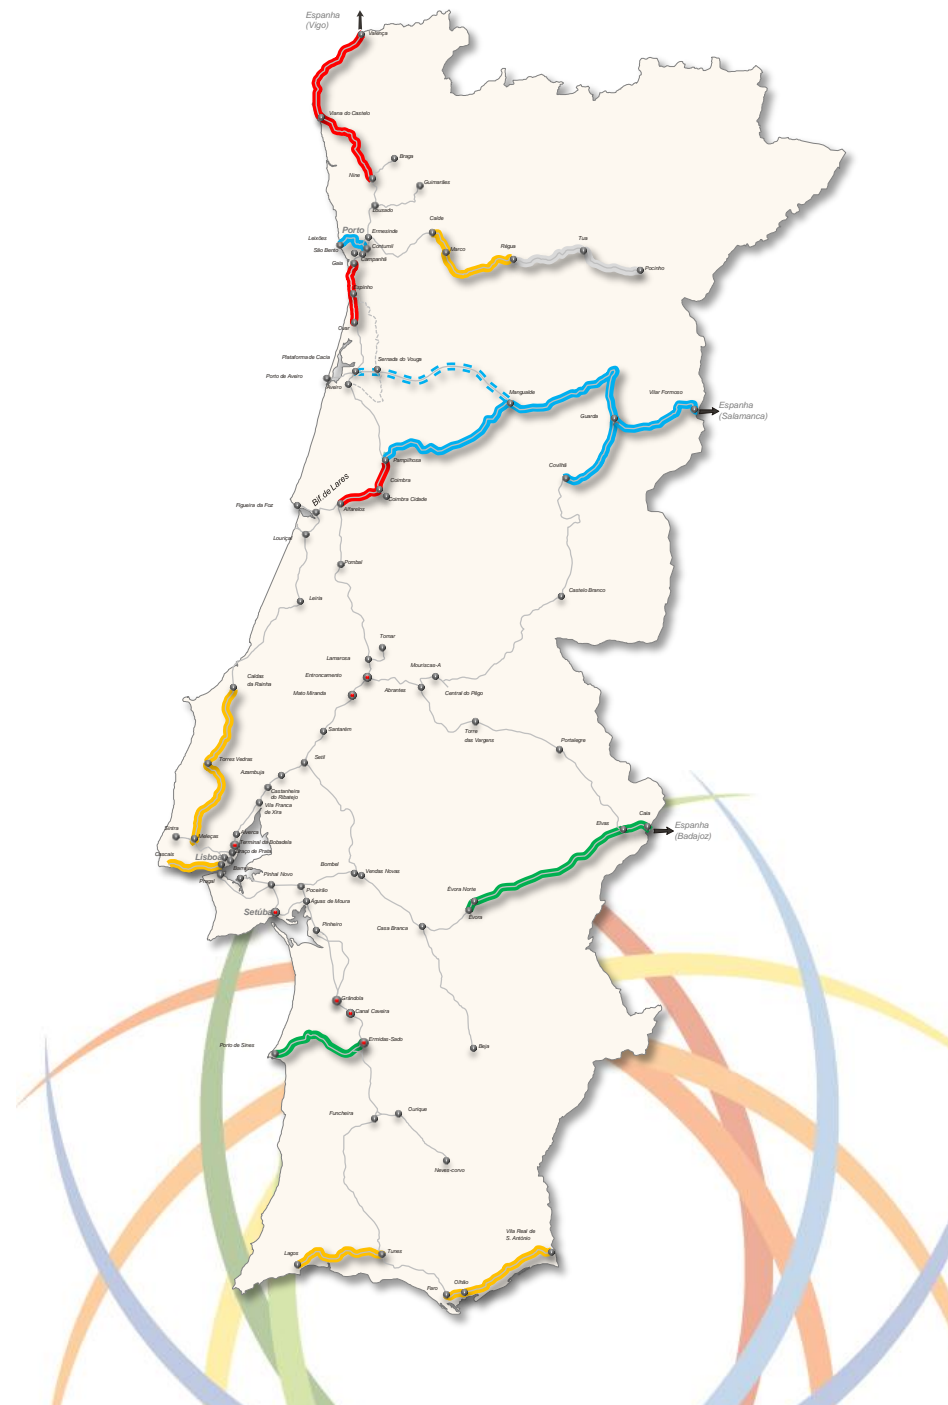 Espanha
(Vigo)
Valença
Viana do Castelo
Braga
Nine
Guimarães
Lousado
Caíde
Porto
Ermesinde
Leixões
Contumil
São Bento
Campanhã
Marco
Régua
Tua
Gaia
Pocinho
Espinho
Ovar
Plataforma de Cacia
Sernada do Vouga
Porto de Aveiro
Aveiro
Mangualde
Vilar Formoso
Espanha
(Salamanca)
Guarda
Pampilhosa
Covilhã
Coimbra
Bif. de Lares
Coimbra Cidade
Figueira da Foz
Alfarelos
Louriçal
Pombal
Leiria
Castelo Branco
Tomar
Lamarosa
Mouriscas-A
Entroncamento
Caldas
da Rainha
Mato Miranda
Abrantes
Central do Pêgo
Santarém
Torre
das Vargens
Portalegre
Setil
Torres Vedras
Azambuja
Castanheira
do Ribatejo
Vila Franca
de Xira
Elvas
Caia
Espanha
(Badajoz)
Sintra
Meleças
Alverca
Terminal de Bobadela
Braço de Prata
Cascais
Lisboa
Bombel
Vendas Novas
Barreiro
Pinhal Novo
Pragal
Poceirão
Évora Norte
Águas de Moura
Setúbal
Évora
Pinheiro
Casa Branca
Grândola
Canal Caveira
Porto de Sines
Ermidas-Sado
Beja
Funcheira
Ourique
Neves-corvo
Vila Real de
S. António
Lagos
Tunes
Faro
Olhão